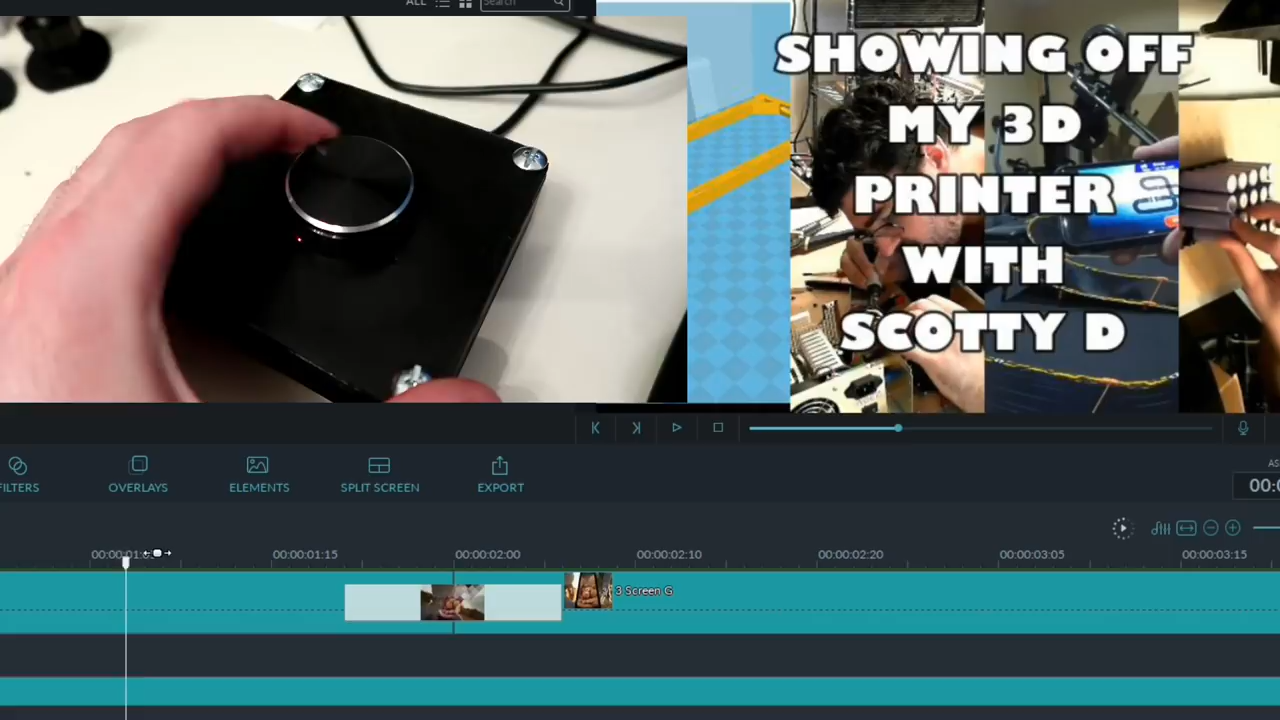 ALL
Search
SHOWING OFF
MY 3D
PRINTER
WITH
SCOTTY D
OVERLAYS
ELEMENTS
SPLIT SCREEN
EXPORT
00:00:01:15
00:00:02:00
00:00:02:10
00:00:02:20
00:00:03:05
00:00:03:15
3 Screen G